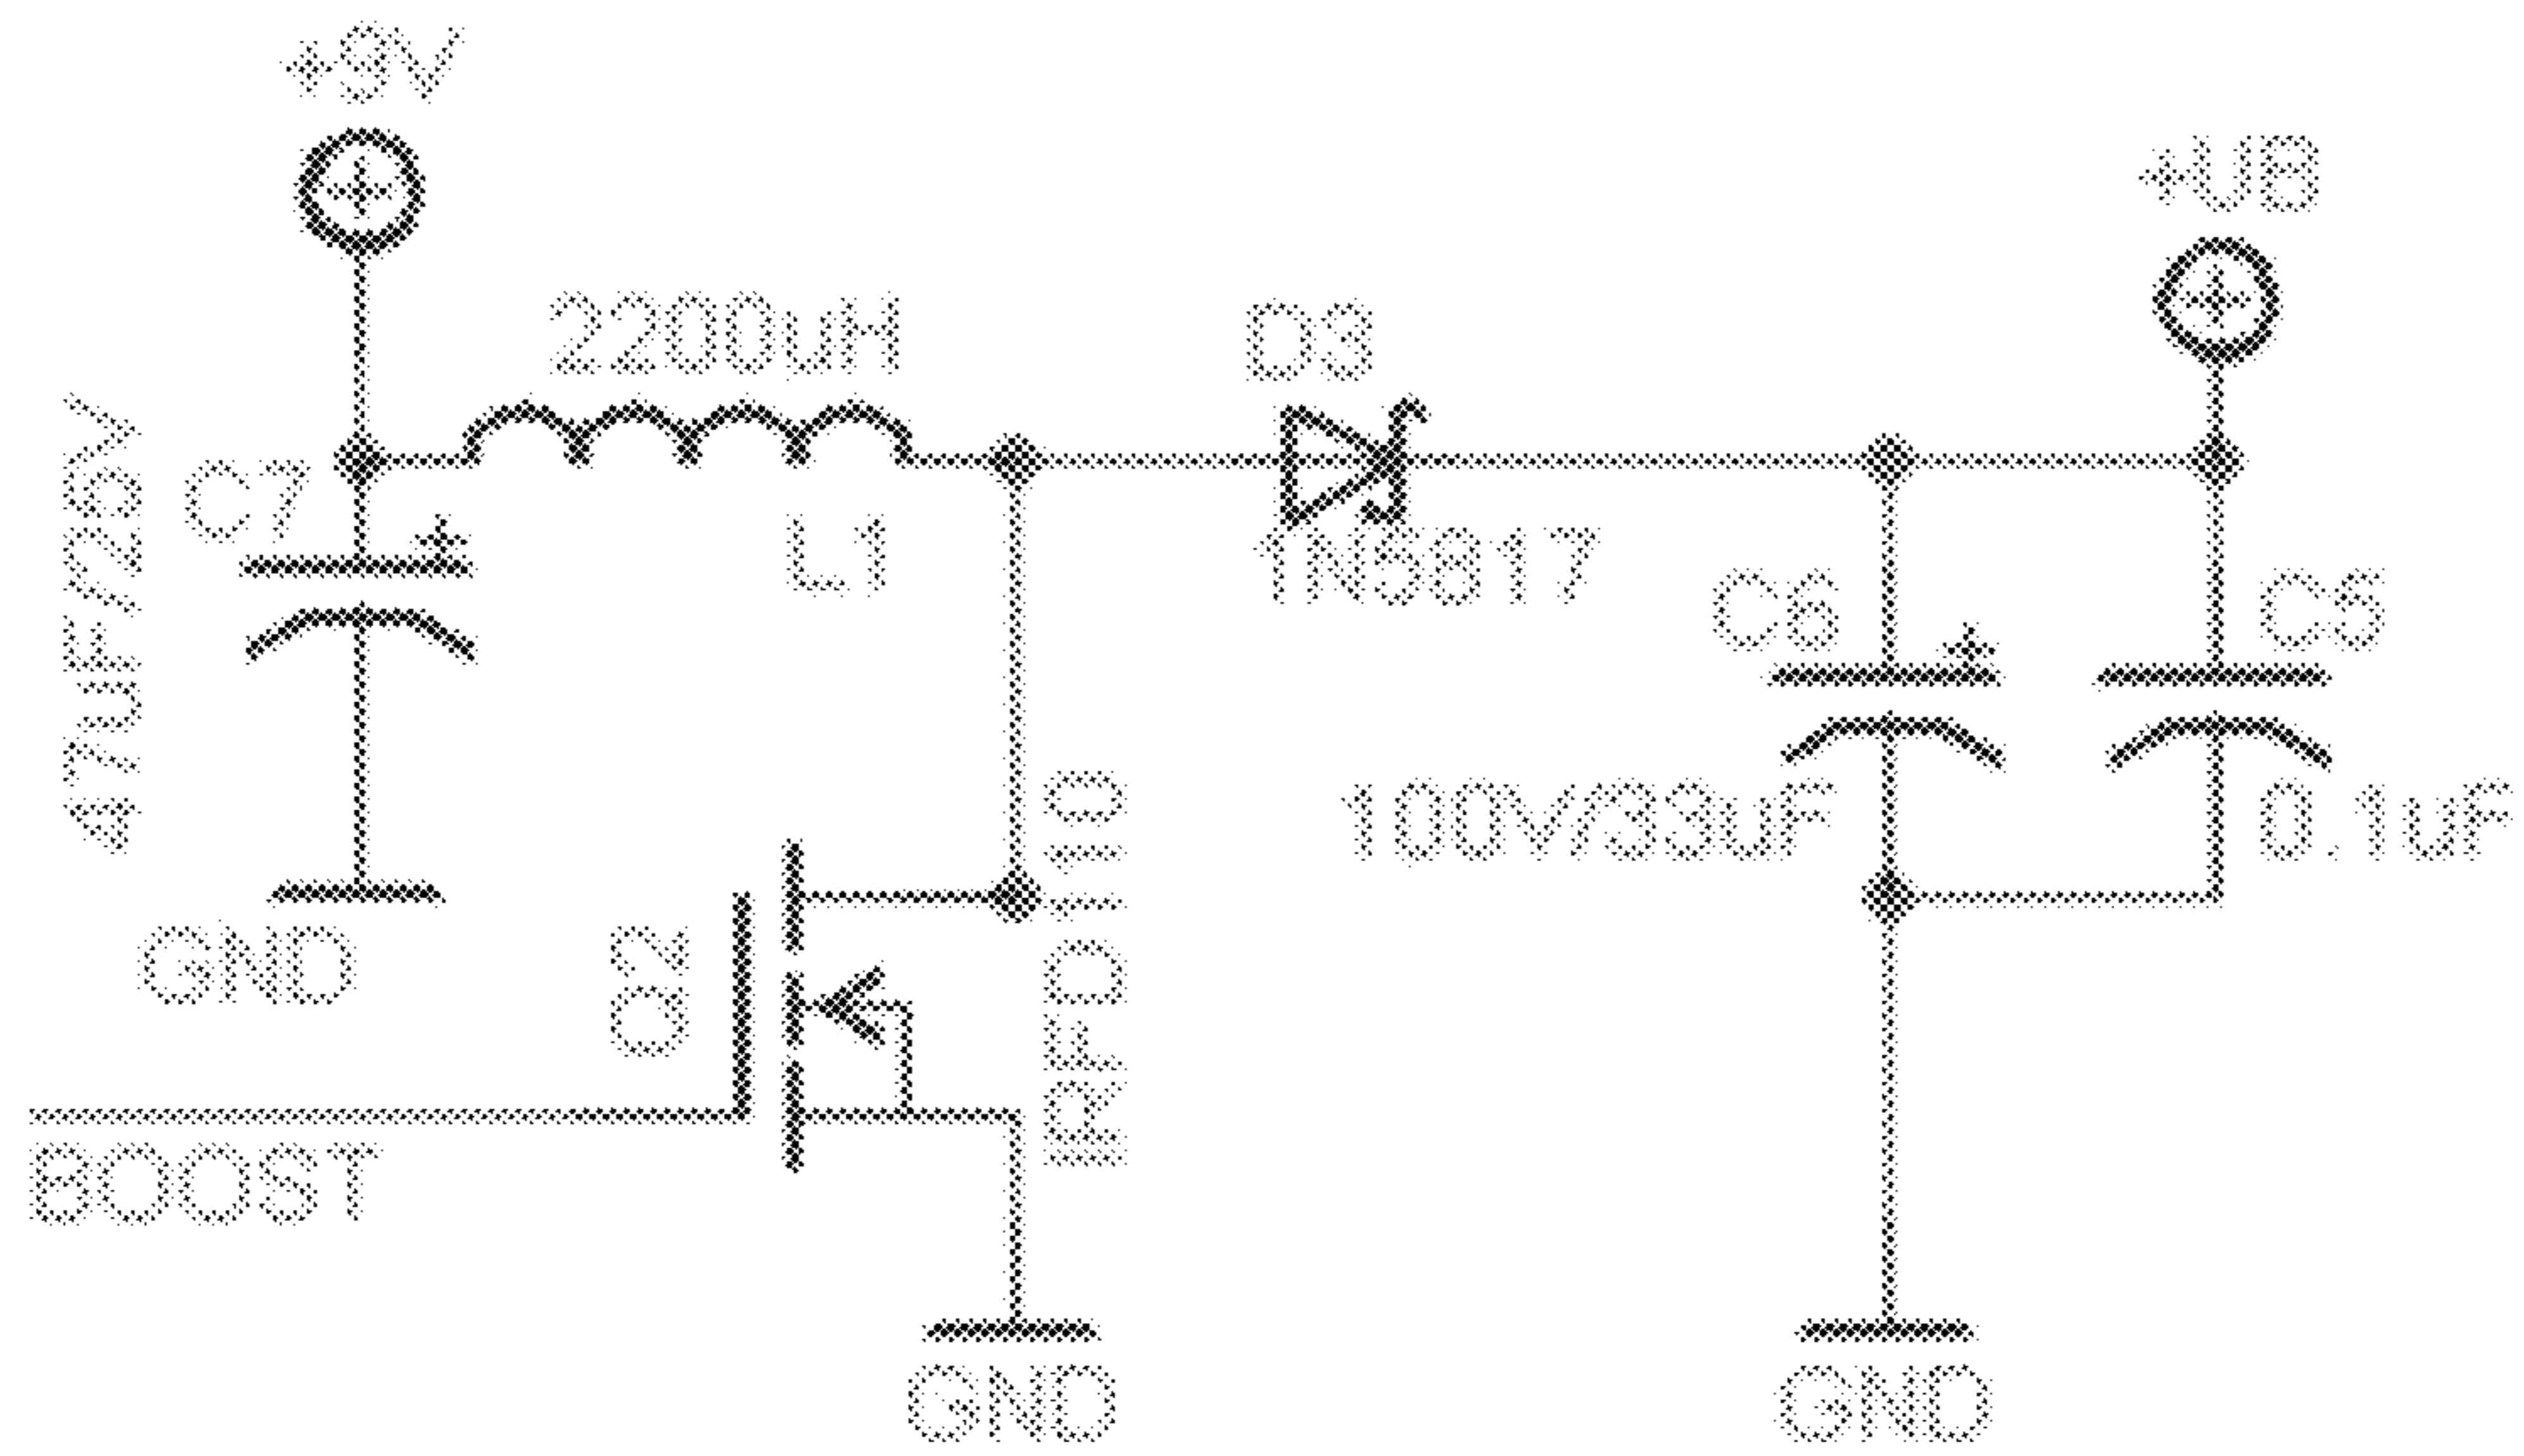 +9V
+UB
2200uH
D3
47uF/25V
C7
L1
1N5817
C6
C5
100V/33uF
0.1uF
IRFD110
Q2
GND
BOOST
GND
GND